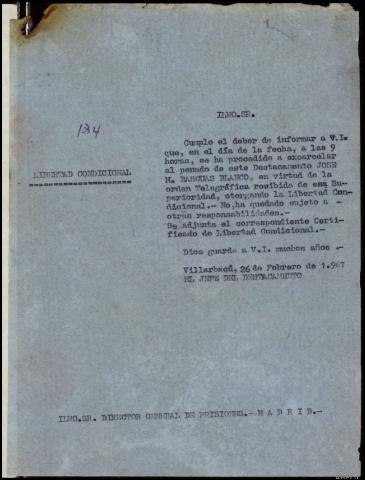 ILMO.SR.
134
Cumplo el deber de informar a V.I.
que, en el día de la fecha, a las 9
horas, se ha procedido a excarcelar
al penado de este Destacamento JOSE
M. BARCIAS BLANCO, en virtud de la
orden Telegráfica recibida de esa Su-
perioridad, otorgando la Libertad Con-
dicional.- No, ha quedado sujeto a -
otras responsabilidades.-
Se adjunta el correspondiente Certi-
ficado de Libertad Condicional.-
LIBERTAD CONDICIONAL
Dios guarde a V.I. muchos años .-
Villarbacú, 26 de Febrero de 1.967
EL JEFE DEL DESTACAMENTO
ILMO.SR. DIRECTOR GENERAL DE PRISIONES.- M A D R I D.-